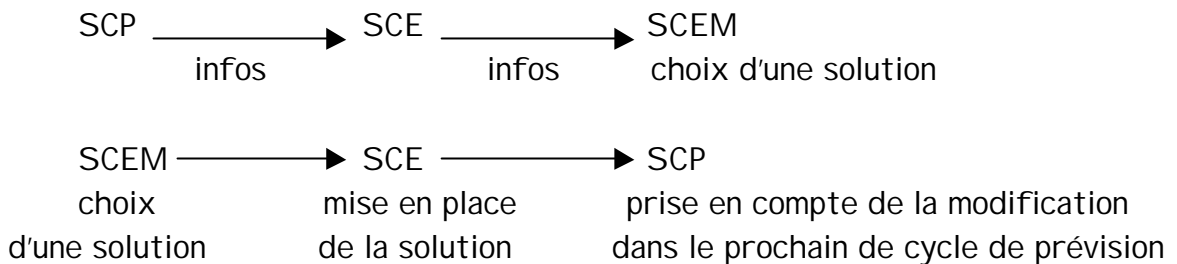 SCP SCE SCEM
infos infos choix d'une solution
SCEM SCE SCP
choix mise en place prise en compte de la modification
d'une solution de la solution dans le prochain de cycle de prévision